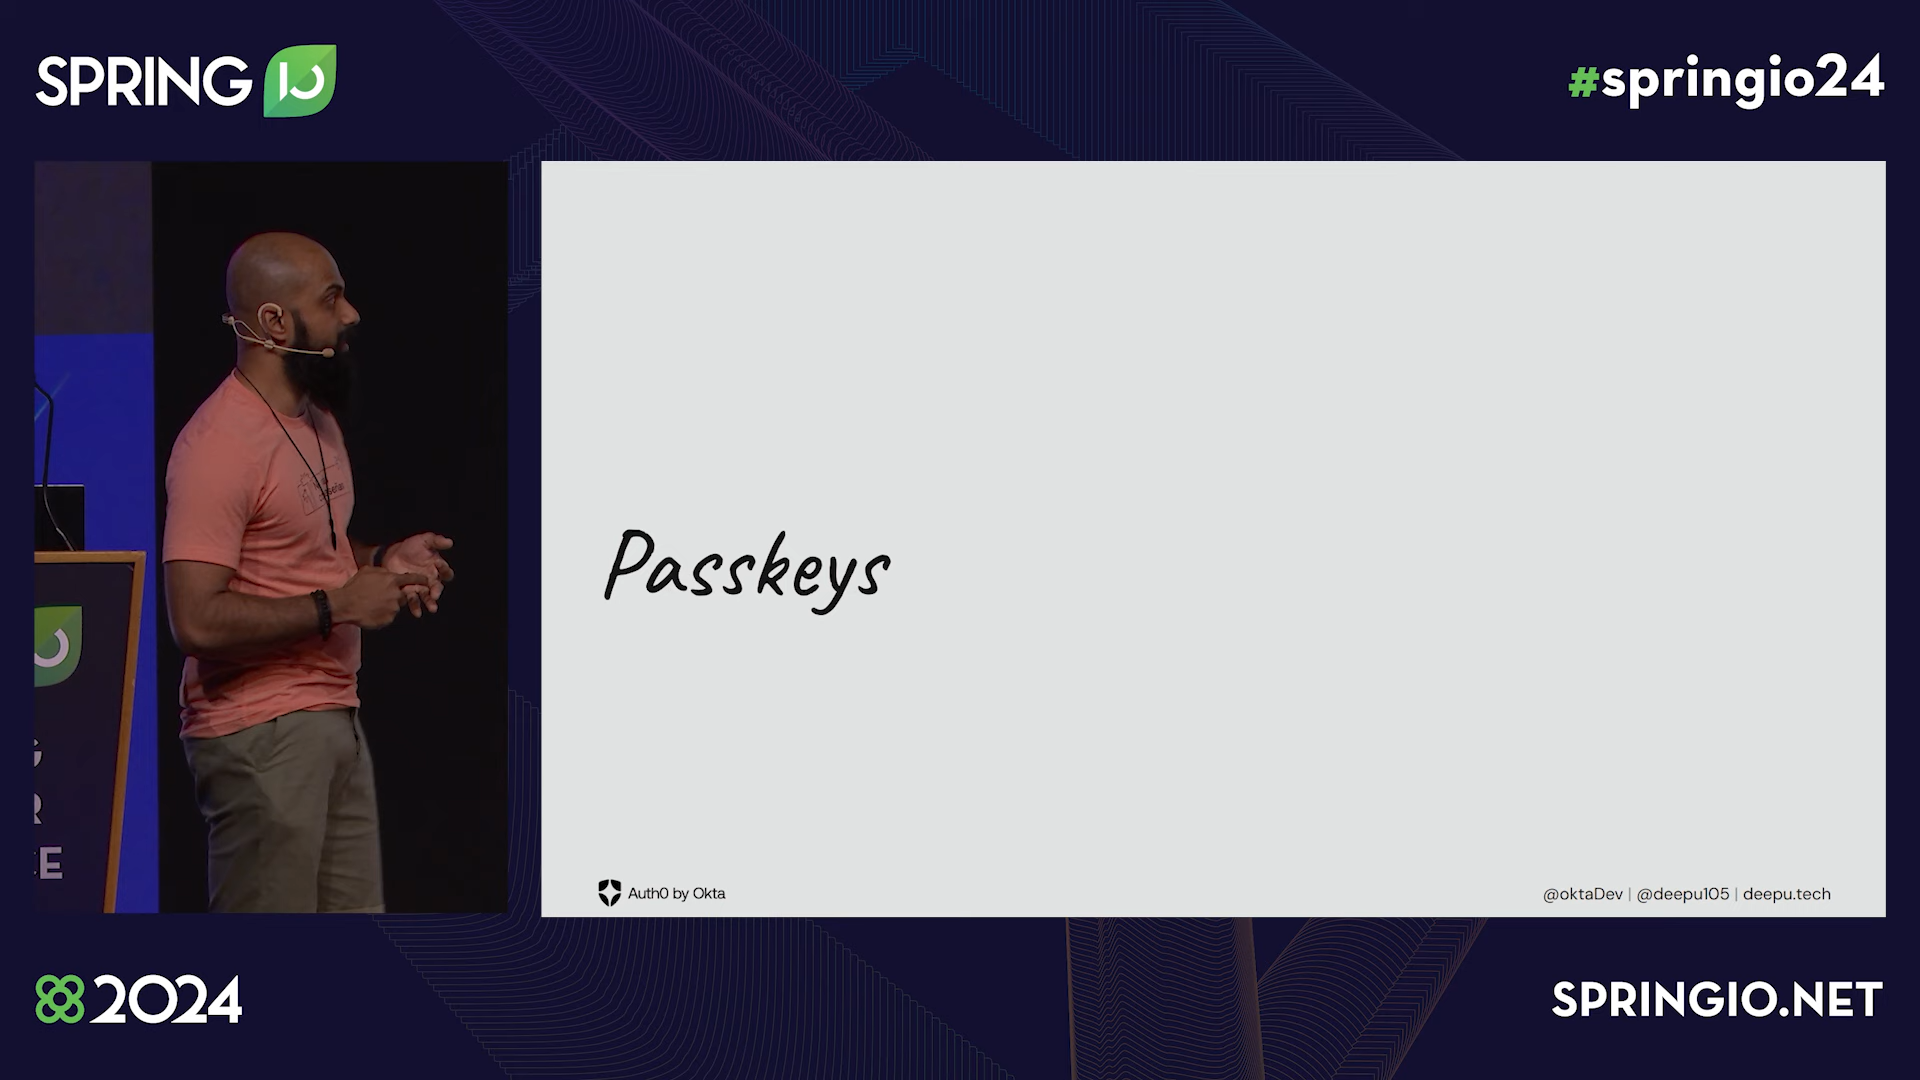 SPRING IO
#springio24
Passkeys
Auth0 by Okta
@oktaDev | @deepu105 | deepu.tech
2024
SPRINGIO.NET